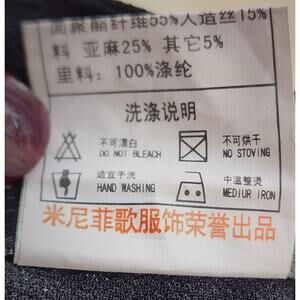 面 聚酯纤维55%人造丝15%
料 亚麻25% 其它5%
里料：100%涤纶
洗涤说明
不可漂白 不可烘干
DO NOT BLEACH NO STOVING
适宜手洗 中温整烫
HAND WASHING MEDIUR IRON
米尼菲歌服饰荣誉出品